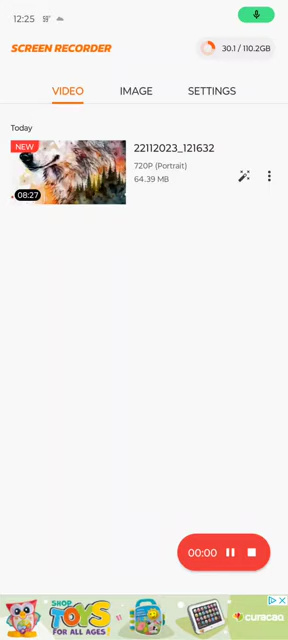 12:25 59°
SCREEN RECORDER
30.1 / 110.2GB
VIDEO IMAGE SETTINGS
Today
NEW
08:27
22112023_121632
720P (Portrait)
64.39 MB
00:00
SHOP
TOYS
FOR ALL AGES!
curacao